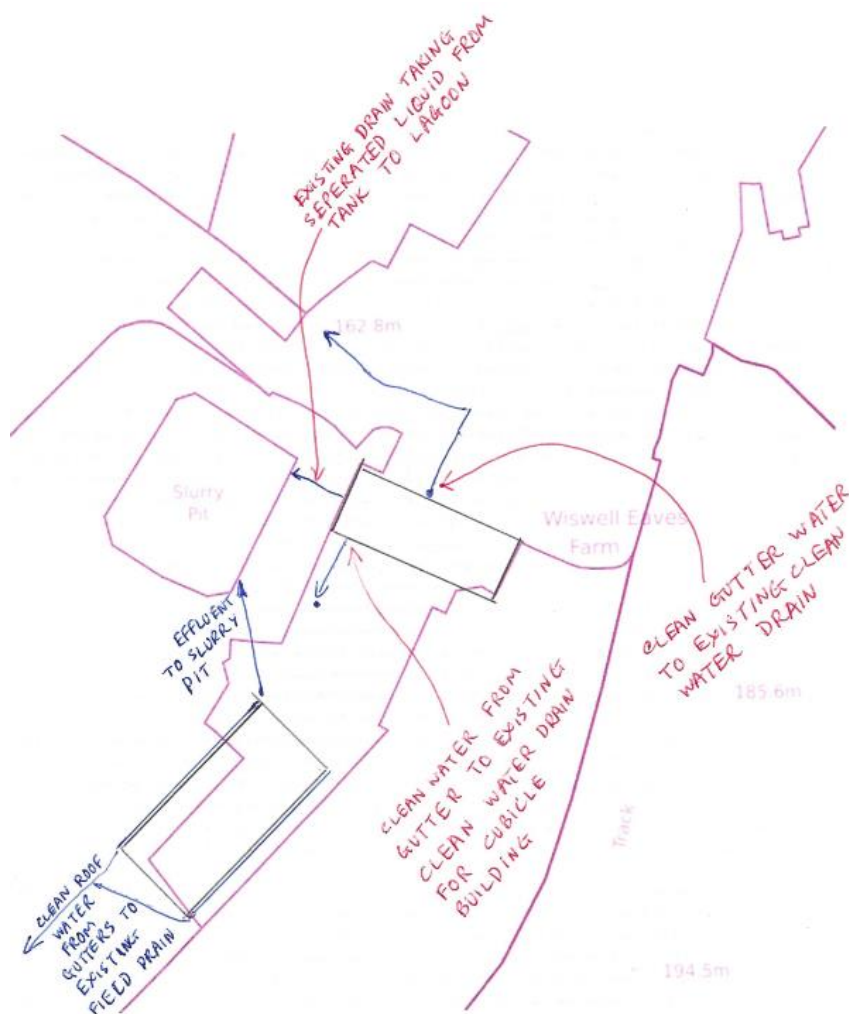 EXISTING DRAIN TAKING
SEPERATED LIQUID FROM
TANK TO LAGOON
162.8m
Slurry
Pit
Wiswell Eaves
Farm
CLEAN GUTTER WATER
TO EXISTING CLEAN
WATER DRAIN
EFFLUENT
TO SLURRY
PIT
185.6m
CLEAN WATER FROM
GUTTER TO EXISTING
CLEAN WATER DRAIN
FOR CUBICLE
BUILDING
Track
CLEAN ROOF
WATER
FROM
GUTTERS TO
EXISTING
FIELD DRAIN
194.5m